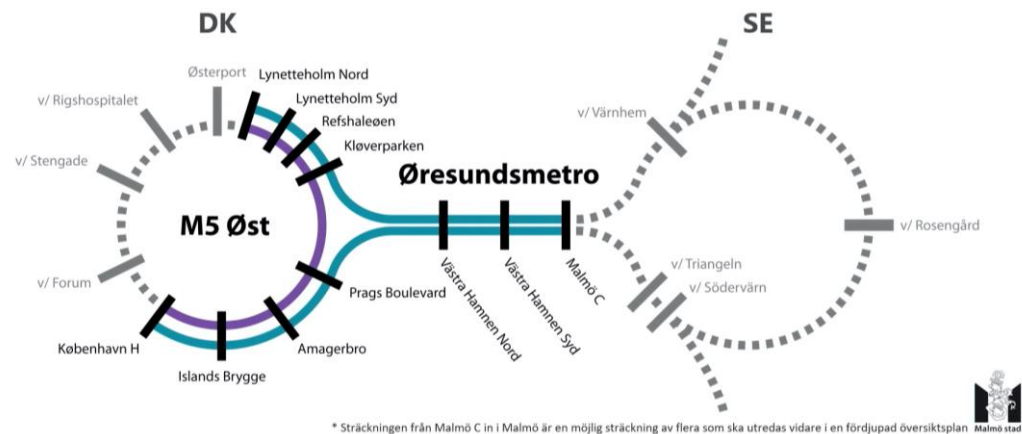 DK
SE
Østerport
Lynetteholm Nord
v/ Rigshospitalet
Lynetteholm Syd
Refshaleøen
v/ Værnhem
Kløverparken
v/ Stengade
Øresundsmetro
M5 Øst
v/ Rosengård
v/ Forum
Prags Boulevard
Västra Hamnen Nord
Västra Hamnen Syd
Malmö C
v/ Triangeln
v/ Södervärn
København H
Amagerbro
Islands Brygge
* Sträckningen från Malmö C in i Malmö är en möjlig sträckning av flera som ska utredas vidare i en fördjupad översiktsplan
Malmö stad